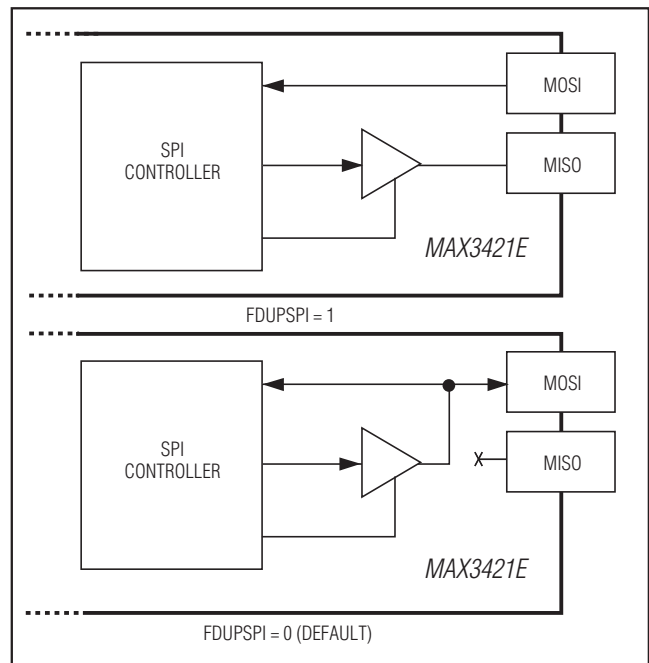 MOSI
SPI
CONTROLLER
MISO
MAX3421E
FDUPSPI = 1
MOSI
SPI
CONTROLLER
MISO
MAX3421E
FDUPSPI = 0 (DEFAULT)